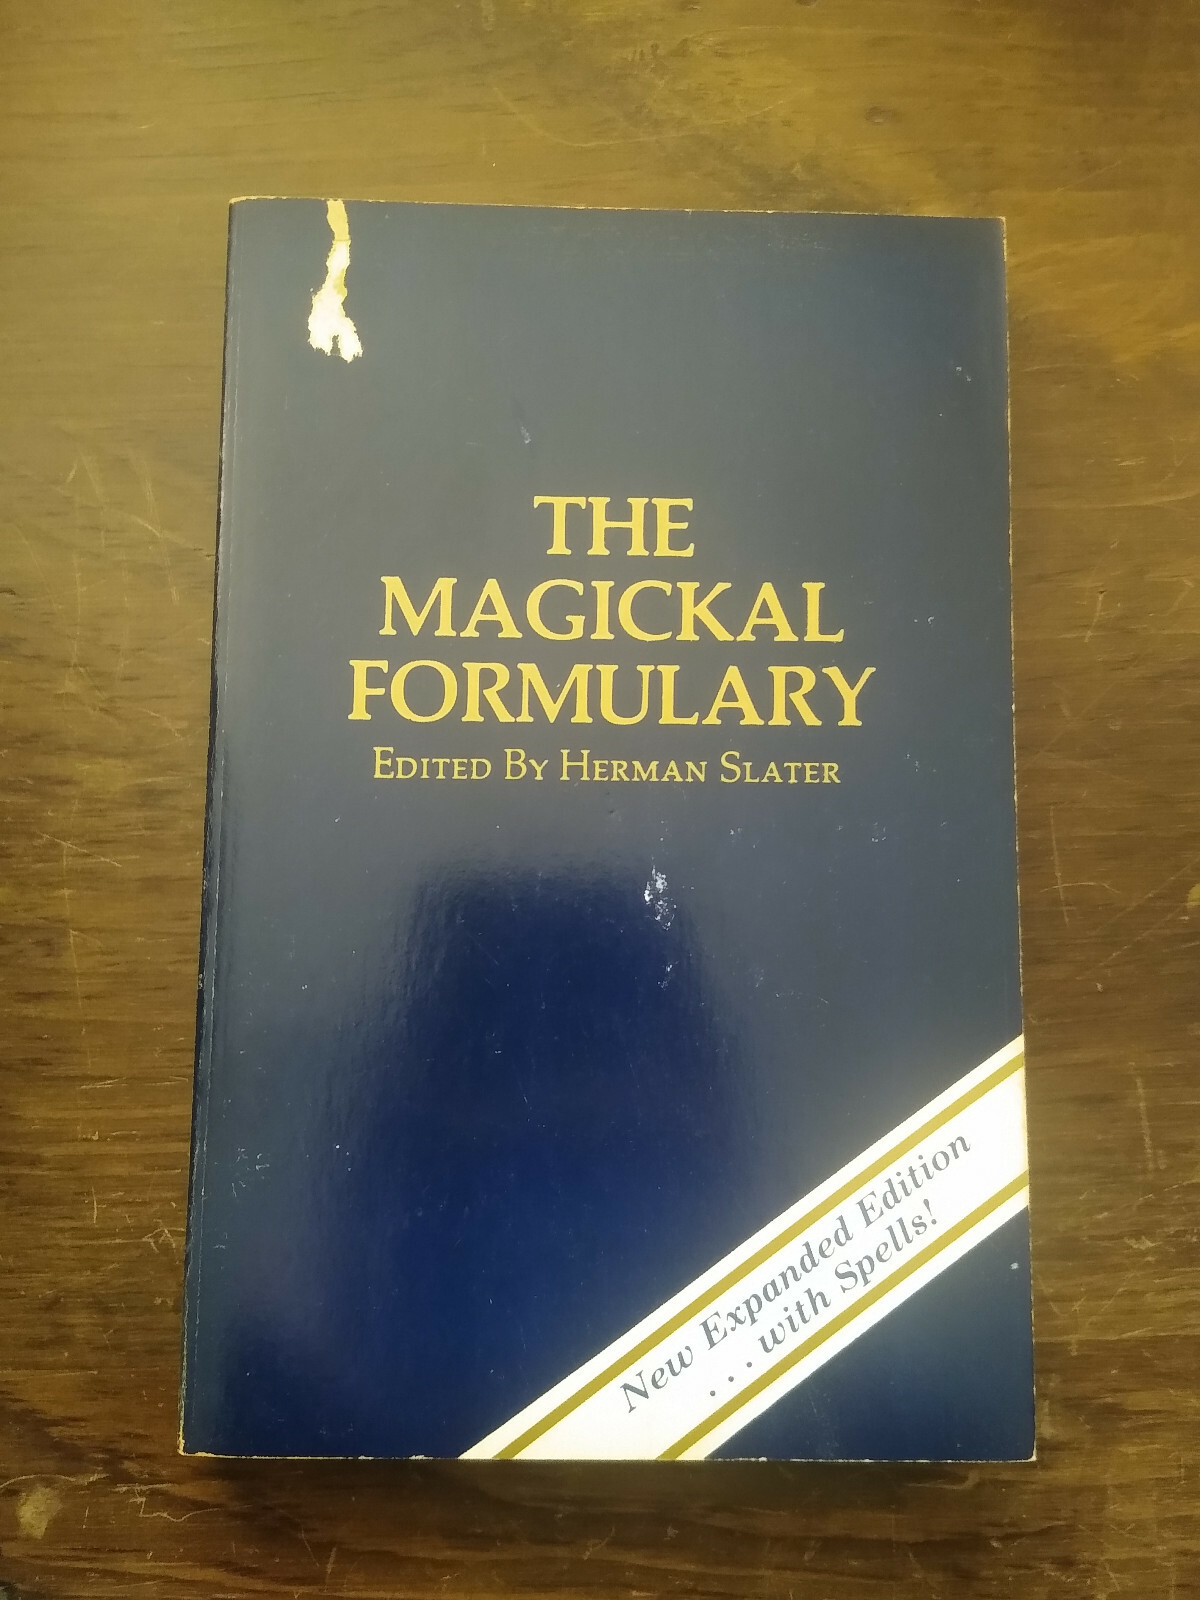 THE
MAGICKAL
FORMULARY
EDITED BY HERMAN SLATER
New Expanded Edition
. . . with Spells!